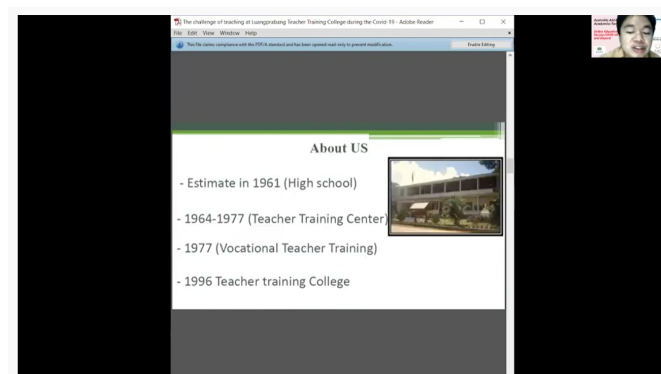 The challenge of teaching at Luangprabang Teacher Training College during the Covid-19 - Adobe Reader
File Edit View Window Help
This file claims compliance with the PDF/A standard and has been opened read-only to prevent modification.
Enable Editing
About US
- Estimate in 1961 (High school)
- 1964-1977 (Teacher Training Center)
- 1977 (Vocational Teacher Training)
- 1996 Teacher training College